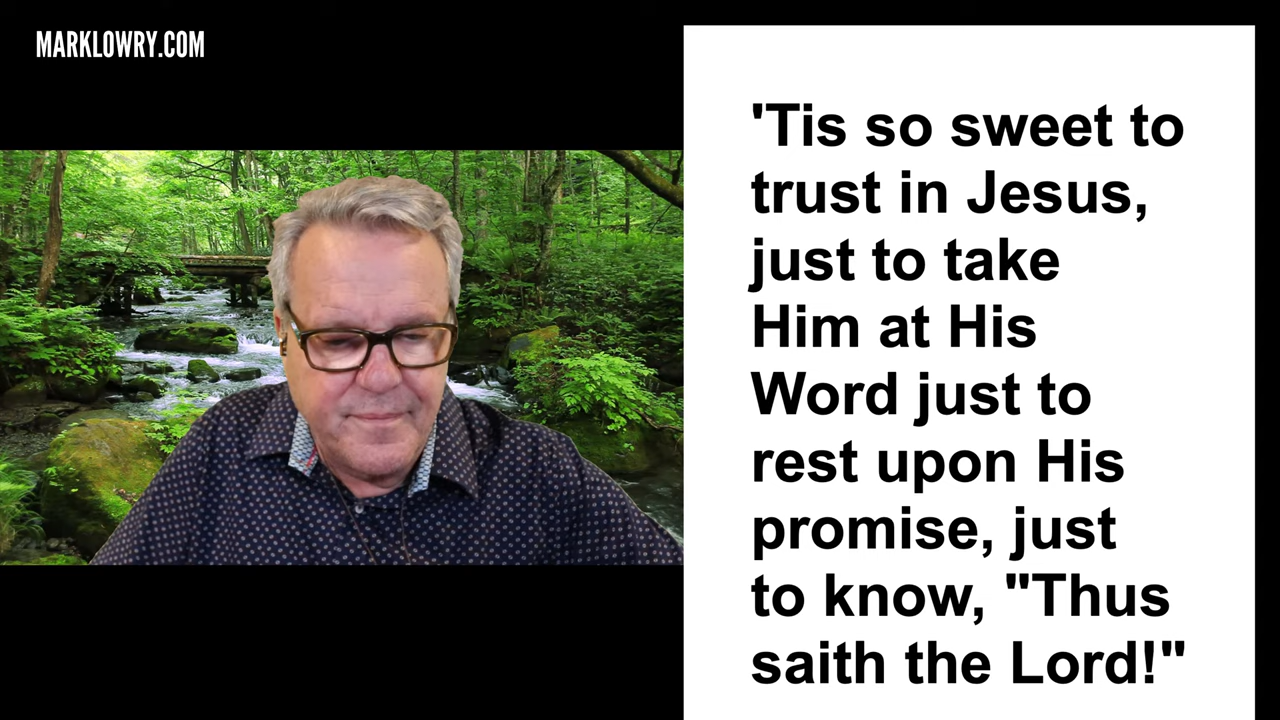 MARKLOWRY.COM
'Tis so sweet to
trust in Jesus,
just to take
Him at His
Word just to
rest upon His
promise, just
to know, "Thus
saith the Lord!"